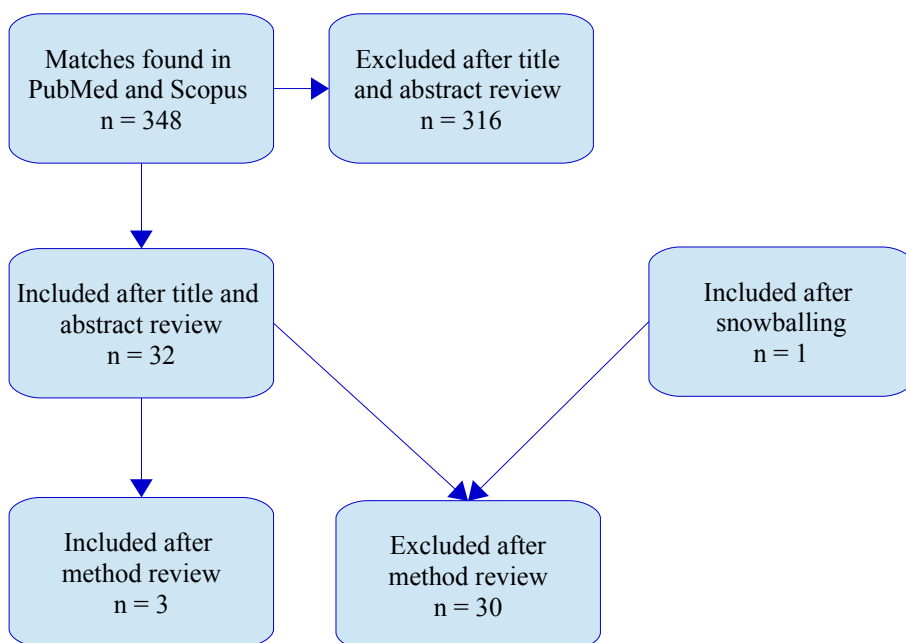 Matches found in
PubMed and Scopus
n = 348
Excluded after title
and abstract review
n = 316
Included after title and
abstract review
n = 32
Included after
snowballing
n = 1
Included after
method review
n = 3
Excluded after
method review
n = 30